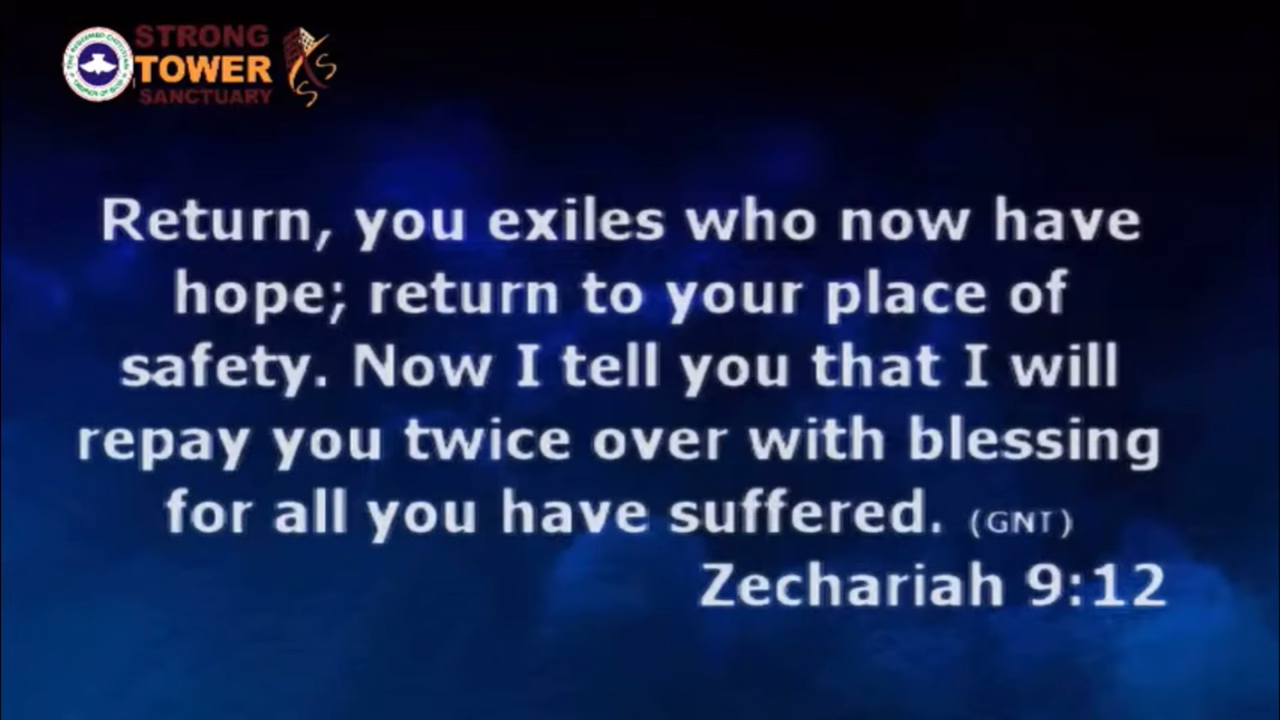 STRONG
TOWER
SANCTUARY
Return, you exiles who now have
hope; return to your place of
safety. Now I tell you that I will
repay you twice over with blessing
for all you have suffered. (GNT)
Zechariah 9:12